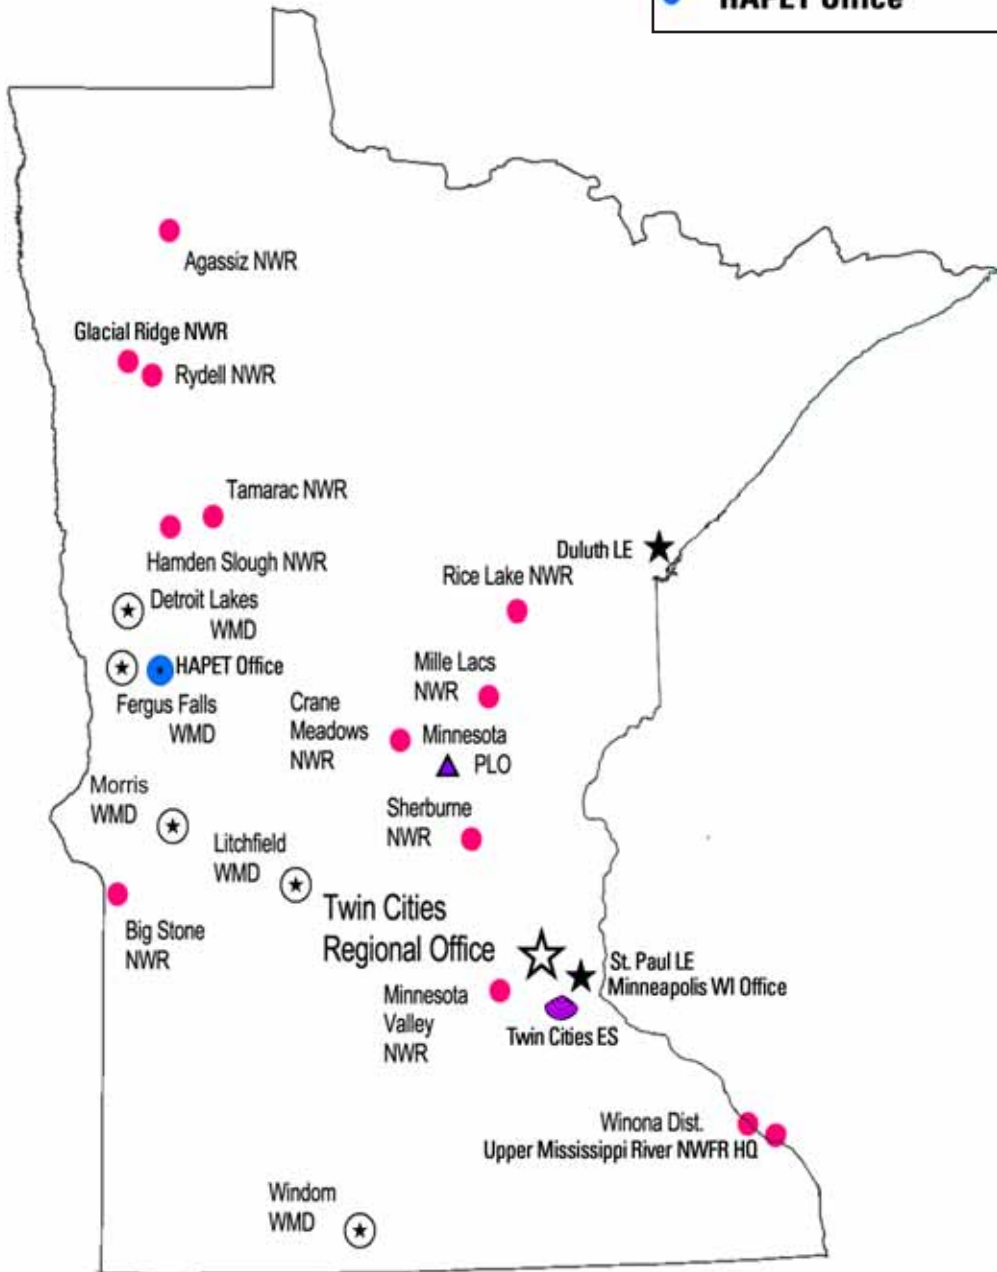 HAPET Office
Agassiz NWR
Glacial Ridge NWR
Rydell NWR
Tamarac NWR
Hamden Slough NWR
Duluth LE
Rice Lake NWR
Detroit Lakes
WMD
HAPET Office
Fergus Falls
WMD
Mille Lacs
NWR
Crane
Meadows
NWR
Minnesota
PLO
Morris
WMD
Sherburne
NWR
Litchfield
WMD
Big Stone
NWR
Twin Cities
Regional Office
St. Paul LE
Minneapolis WI Office
Minnesota
Valley
NWR
Twin Cities ES
Winona Dist.
Upper Mississippi River NWFR HQ
Windom
WMD